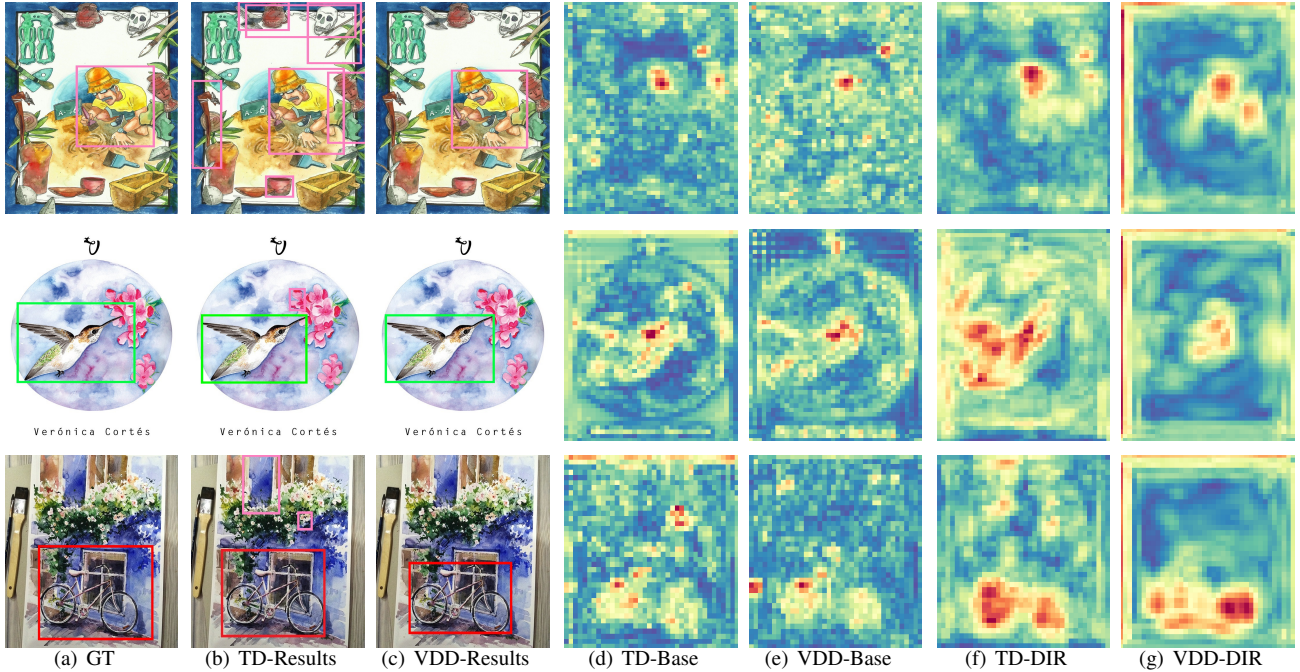 Verónica Cortés
Verónica Cortés
Verónica Cortés
(a) GT
(b) TD-Results
(c) VDD-Results
(d) TD-Base
(e) VDD-Base
(f) TD-DIR
(g) VDD-DIR